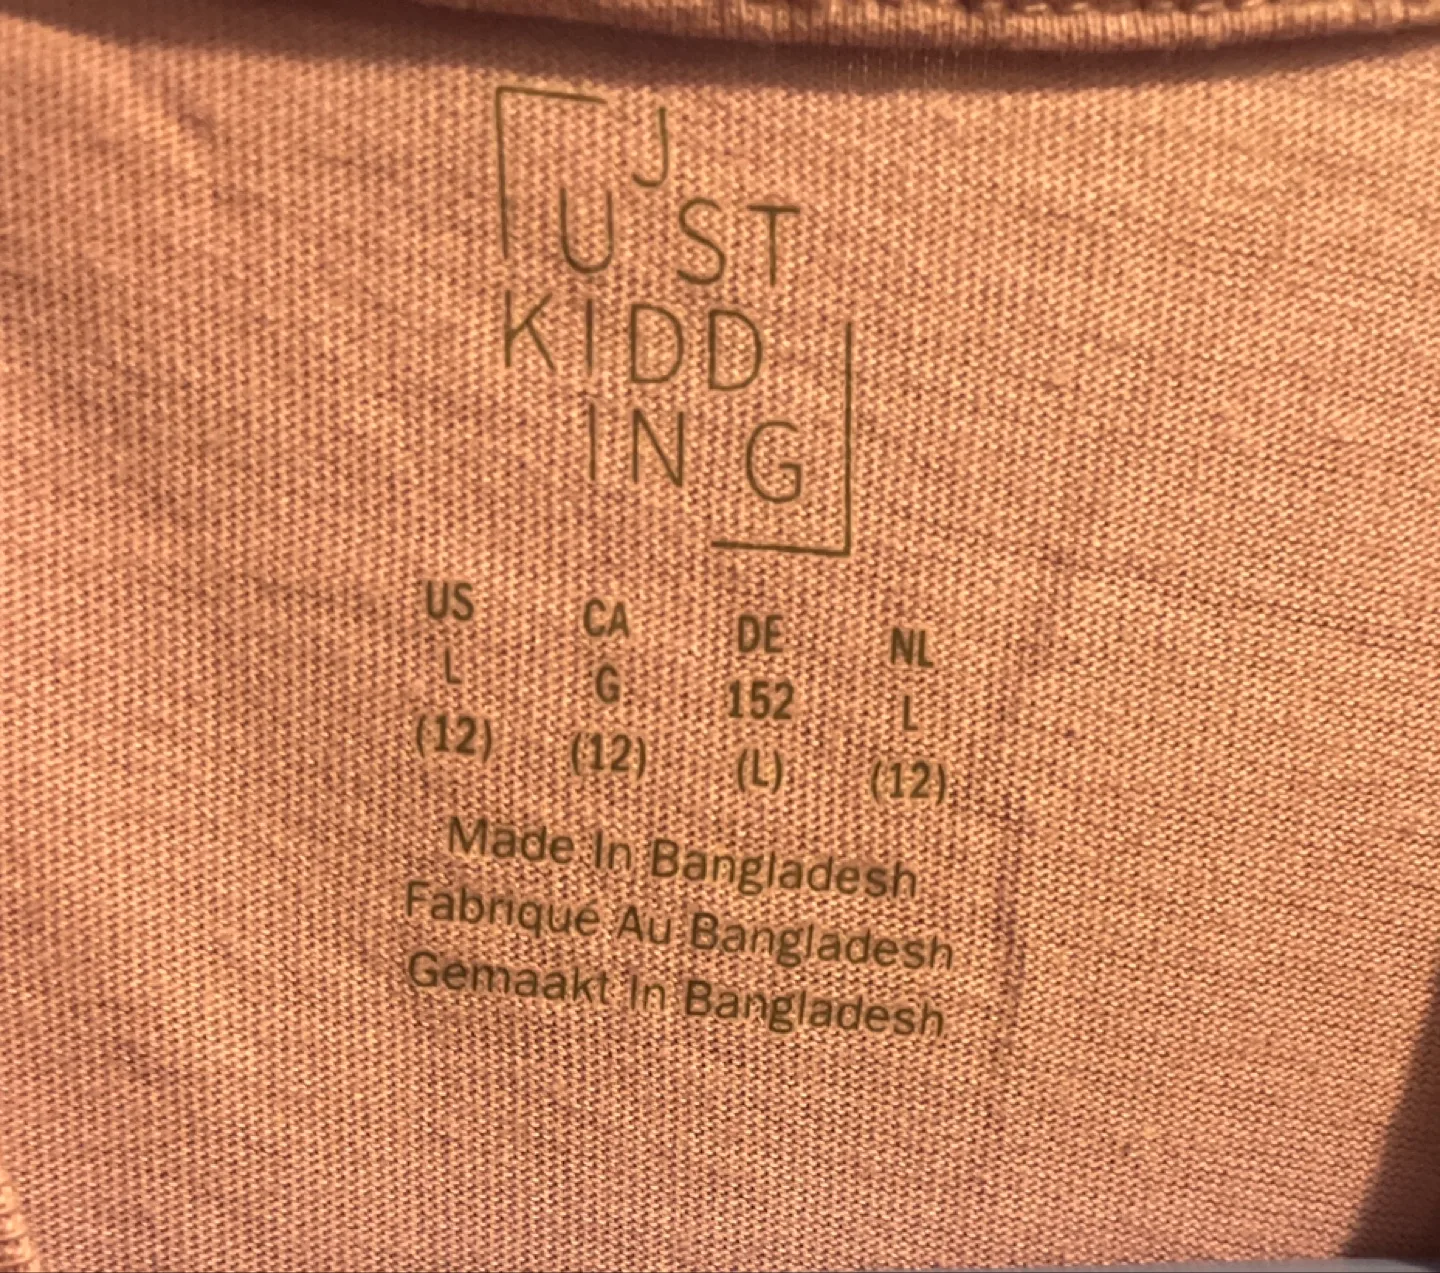 J
U ST
KIDD
IN G
US CA DE NL
L G 152 L
(12) (12) (L) (12)
Made In Bangladesh
Fabriqué Au Bangladesh
Gemaakt In Bangladesh